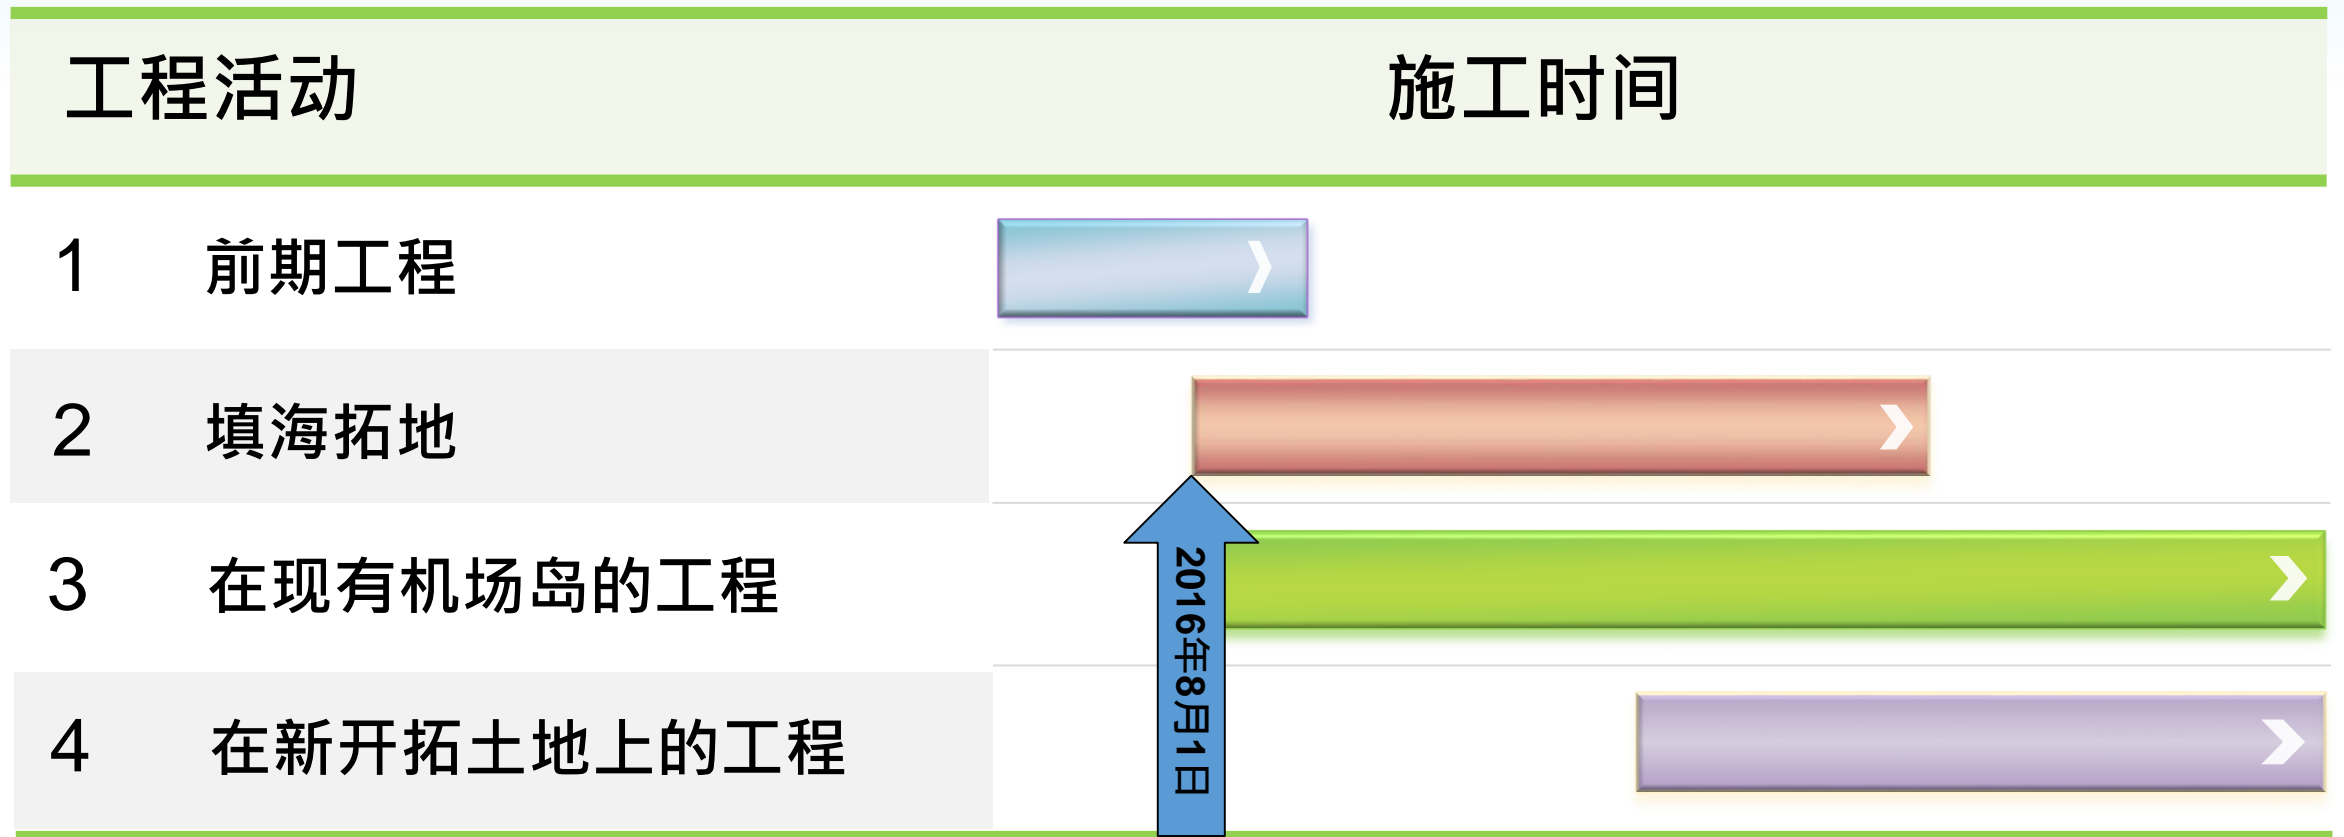 工程活动 施工时间
1 前期工程
2 填海拓地
3 在现有机场岛的工程
4 在新开拓土地上的工程
2016年8月1日